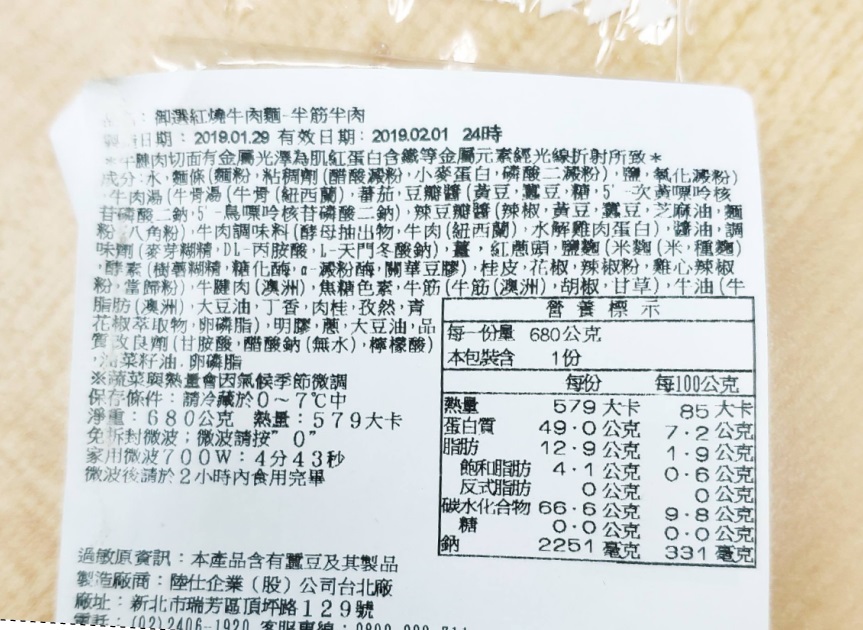 ：御選紅燒牛肉麵-半筋半肉
日期：2019.01.29 有效日期：2019.02.01 24時
*牛腱肉切面有金屬光澤為肌紅蛋白含鐵等金屬元素經光線折射所致*
成分:水,麵條(麵粉,粘稠劑(醋酸澱粉,小麥蛋白,磷酸二澱粉),鹽,氧化澱粉)
,牛肉湯(牛骨湯(牛骨(紐西蘭),蕃茄,豆瓣醬(黃豆,蠶豆,糖,5'-次黃嘌呤核
苷磷酸二鈉,5'-鳥嘌呤核苷磷酸二鈉),辣豆瓣醬(辣椒,黃豆,蠶豆,芝麻油,麵
粉,八角粉),牛肉調味料(酵母抽出物,牛肉(紐西蘭),水解雞肉蛋白),醬油,調
味劑(麥芽糊精,DL-丙胺酸,L-天門冬酸鈉),薑,紅蔥頭,鹽麴(米麴(米,種麴)
,酵素(樹薯糊精,糖化酶,α-澱粉酶,關華豆膠),桂皮,花椒,辣椒粉,雞心辣椒
粉,當歸粉),牛腱肉(澳洲),焦糖色素,牛筋(牛筋(澳洲),胡椒,甘草),牛油(牛
脂肪(澳洲),大豆油,丁香,肉桂,孜然,青
花椒萃取物,卵磷脂),明膠,蔥,大豆油,品
質改良劑(甘胺酸,醋酸鈉(無水),檸檬酸)
,油菜籽油.卵磷脂
※蔬菜與熱量會因氣候季節微調
保存條件：請冷藏於0～7℃中
淨重：680公克 熱量：579大卡
免拆封微波；微波請按"0"
家用微波700W：4分43秒
微波後請於2小時內食用完畢
營養標示
每一份量 680公克
本包裝含 1份
每份 每100公克
熱量 579 大卡 85 大卡
蛋白質 49.0 公克 7.2 公克
脂肪 12.9 公克 1.9 公克
飽和脂肪 4.1 公克 0.6 公克
反式脂肪 0 公克 0 公克
碳水化合物 66.6 公克 9.8 公克
糖 0.0 公克 0.0 公克
鈉 2251 毫克 331 毫克
過敏原資訊：本產品含有蠶豆及其製品
製造廠商：陸仕企業（股）公司台北廠
廠址：新北市瑞芳區頂坪路129號
電話：(02)2406-1920 客服專線：